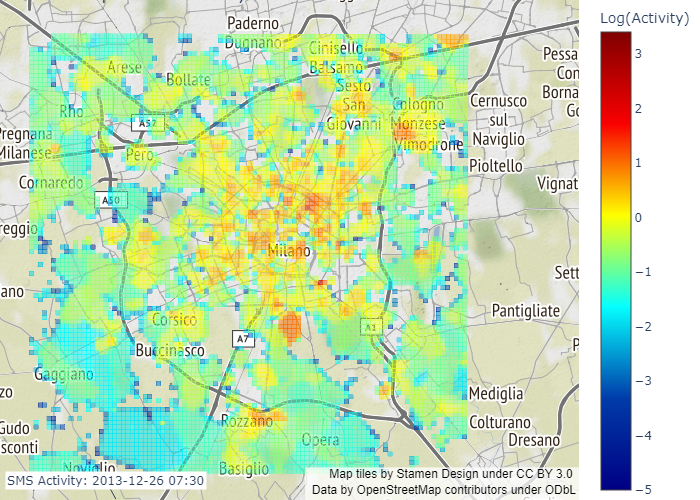 Log(Activity)
Paderno
Dugnano
Cinisello
Balsamo
Pessa
Con
Borna
Go
Arese
Bollate
Sesto
San
Giovanni
Cologno
Monzese
Vimodrone
Cernusco
sul
Naviglio
Rho
A52
Pregnana
Milanese
Pero
Pioltello
Cornaredo
Vignat
A50
reggio
Milano
Sett
ano
Pantigliate
Corsico
A1
A7
Buccinasco
P
Gaggiano
zo
Mediglia
Gudo
sconti
Rozzano
Colturano
Dresano
Opera
Noviglio
Basiglio
SMS Activity: 2013-12-26 07:30
Map tiles by Stamen Design under CC BY 3.0
Data by OpenStreetMap contributors under ODbL
3
2
1
0
−1
−2
−3
−4
−5